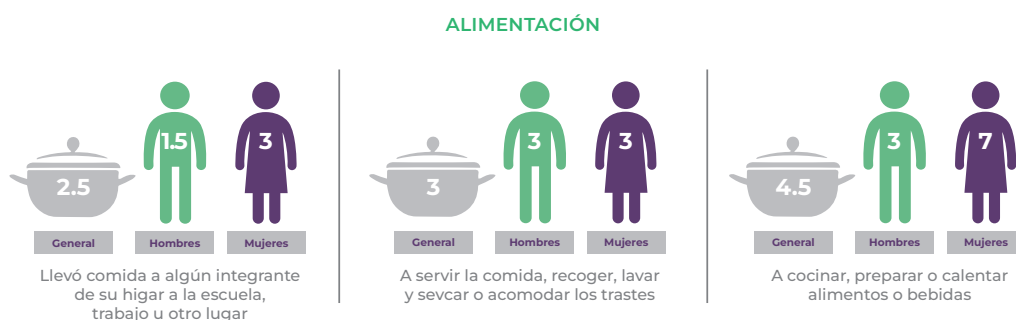 ALIMENTACIÓN
2.5
1.5
3
General
Hombres
Mujeres
Llevó comida a algún integrante
de su higar a la escuela,
trabajo u otro lugar
3
3
3
General
Hombres
Mujeres
A servir la comida, recoger, lavar
y sevcar o acomodar los trastes
4.5
3
7
General
Hombres
Mujeres
A cocinar, preparar o calentar
alimentos o bebidas